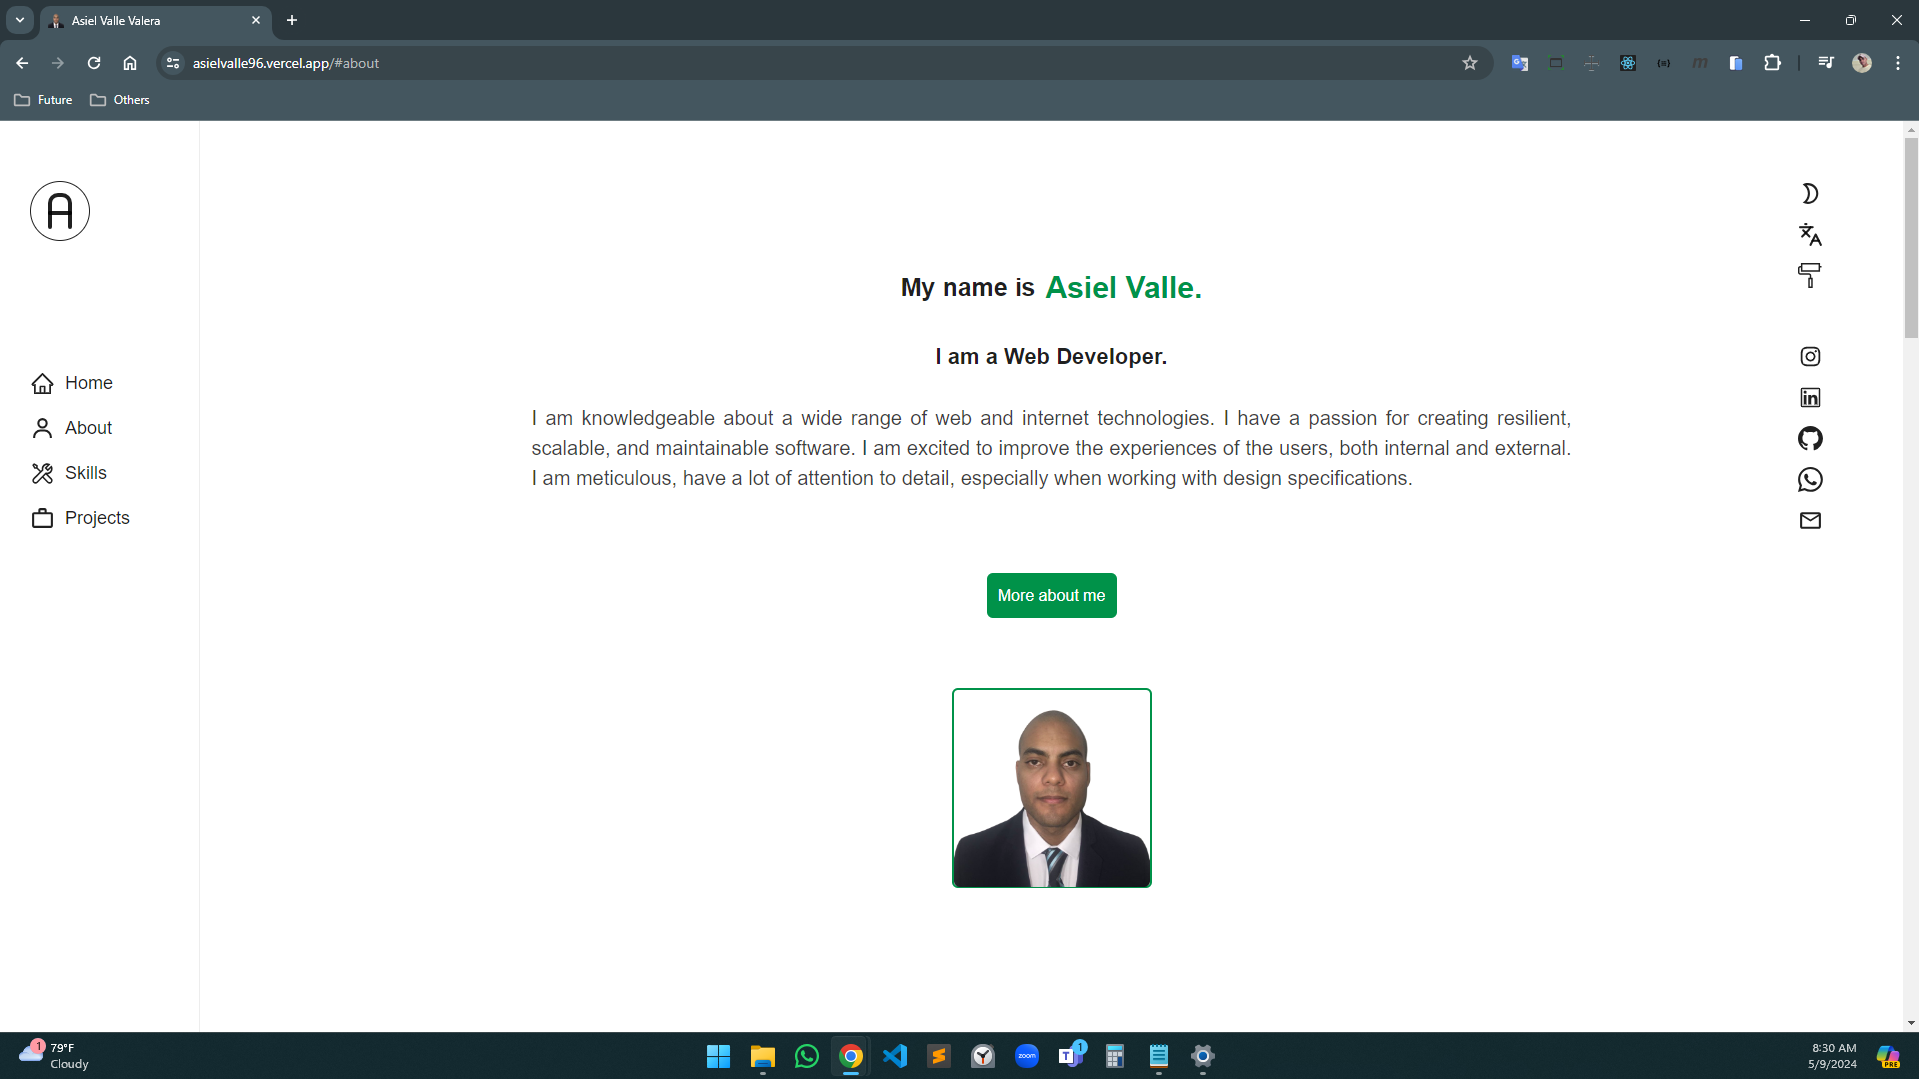 Asiel Valle Valera
asielvalle96.vercel.app/#about
Future
Others
A
My name is Asiel Valle.
I am a Web Developer.
Home
About
Skills
Projects
I am knowledgeable about a wide range of web and internet technologies. I have a passion for creating resilient,
scalable, and maintainable software. I am excited to improve the experiences of the users, both internal and external.
I am meticulous, have a lot of attention to detail, especially when working with design specifications.
More about me
1
79°F
Cloudy
zoom
T
1
8:30 AM
5/9/2024
PRE